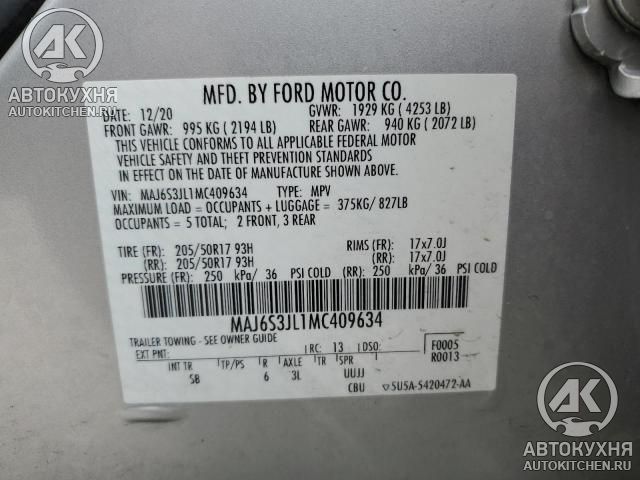 АК
АВТОКУХНЯ
AUTOKITCHEN.RU
MFD. BY FORD MOTOR CO.
DATE: 12/20 GVWR: 1929 KG ( 4253 LB)
FRONT GAWR: 995 KG ( 2194 LB) REAR GAWR: 940 KG ( 2072 LB)
THIS VEHICLE CONFORMS TO ALL APPLICABLE FEDERAL MOTOR
VEHICLE SAFETY AND THEFT PREVENTION STANDARDS
IN EFFECT ON THE DATE OF MANUFACTURE SHOWN ABOVE.
VIN: MAJ6S3JL1MC409634 TYPE: MPV
MAXIMUM LOAD = OCCUPANTS + LUGGAGE = 375KG/ 827LB
OCCUPANTS = 5 TOTAL; 2 FRONT, 3 REAR
TIRE (FR): 205/50R17 93H RIMS (FR): 17x7.0J
(RR): 205/50R17 93H (RR): 17x7.0J
PRESSURE (FR): 250 kPa/ 36 PSI COLD (RR): 250 kPa/ 36 PSI COLD
MAJ6S3JL1MC409634
TRAILER TOWING - SEE OWNER GUIDE
EXT PNT: RC: 13 DSO: F0005
R0013
INT TR TP/PS R AXLE TR SPR
SB 6 3L UUJJ
CBU 5U5A-5420472-AA
АК
АВТОКУХНЯ
AUTOKITCHEN.RU